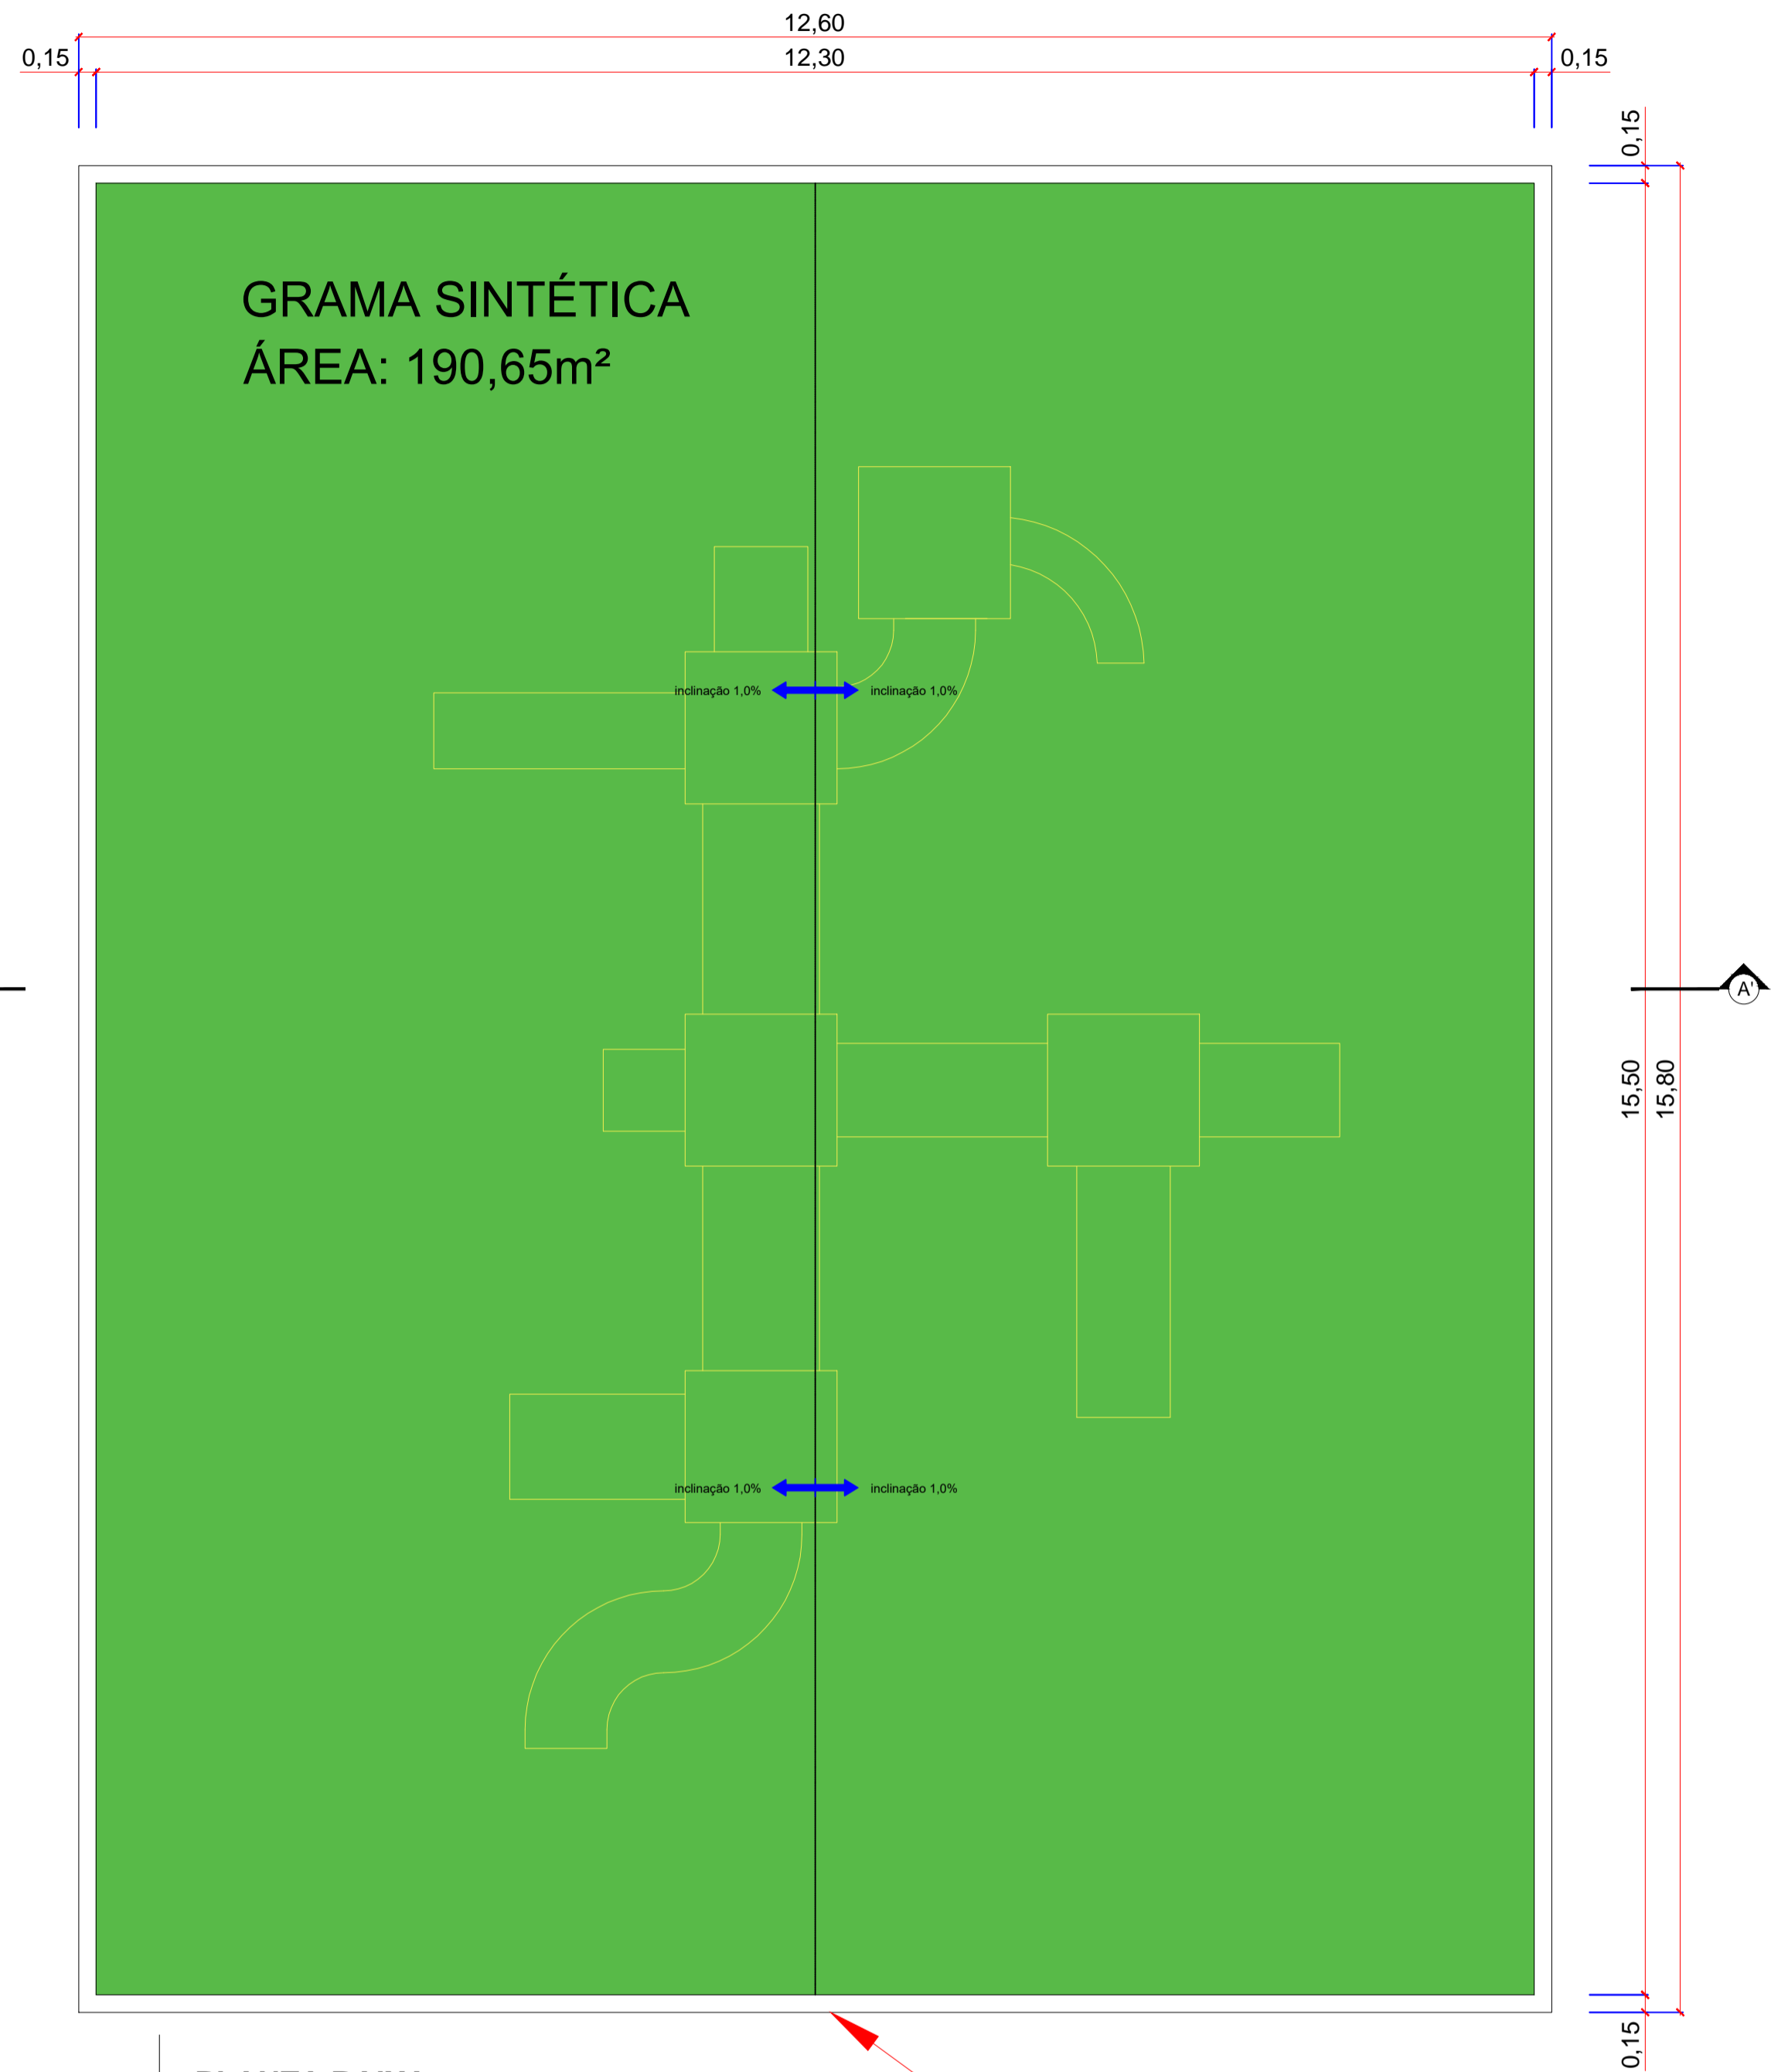 12,60
0,15
12,30
0,15
0,15
GRAMA SINTÉTICA
ÁREA: 190,65m²
inclinação 1,0%
inclinação 1,0%
A'
15,50
15,80
inclinação 1,0%
inclinação 1,0%
0,15